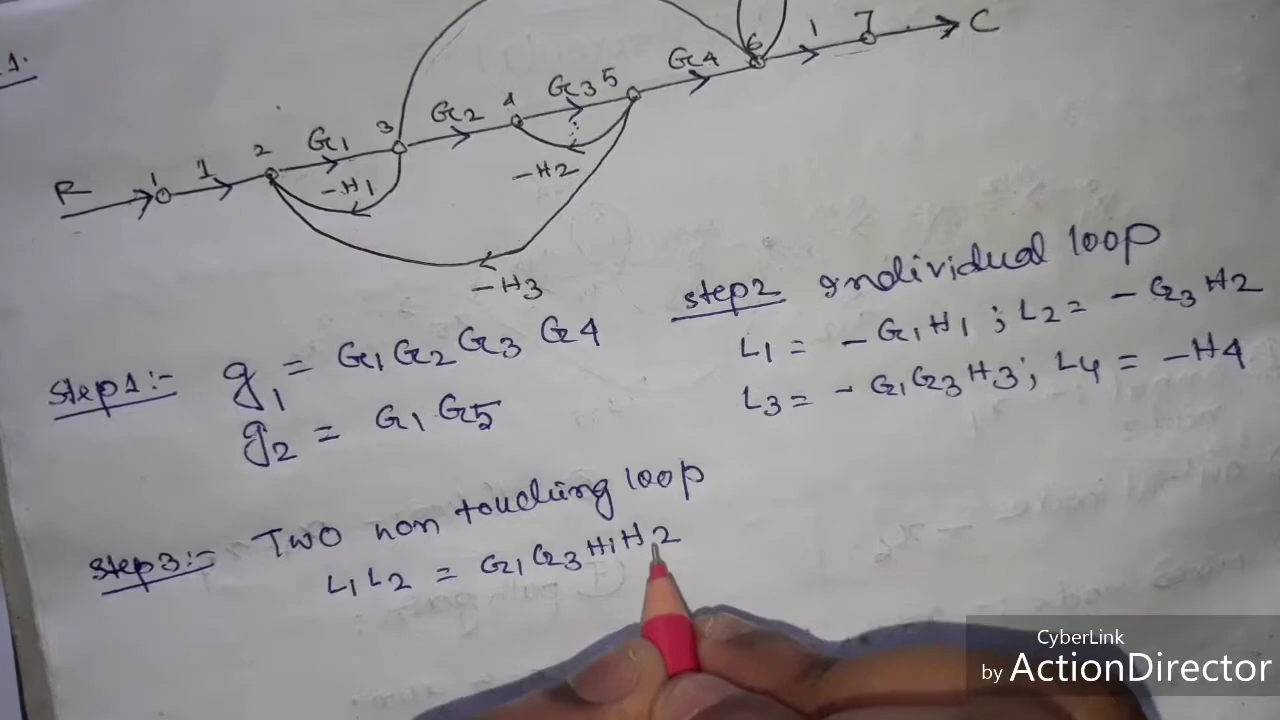 1.
R 1 1 2 G1 3 G2 4 G3 5 G4 6 1 7 C
-H1
-H2
-H3
Step1:- g1 = G1 G2 G3 G4
g2 = G1 G5
step2 Individual loop
L1 = - G1 H1 ; L2 = - G3 H2
L3 = - G1 G3 H3 ; L4 = - H4
Step3:- Two non touching loop
L1 L2 = G1 G3 H1 H2
CyberLink
by ActionDirector